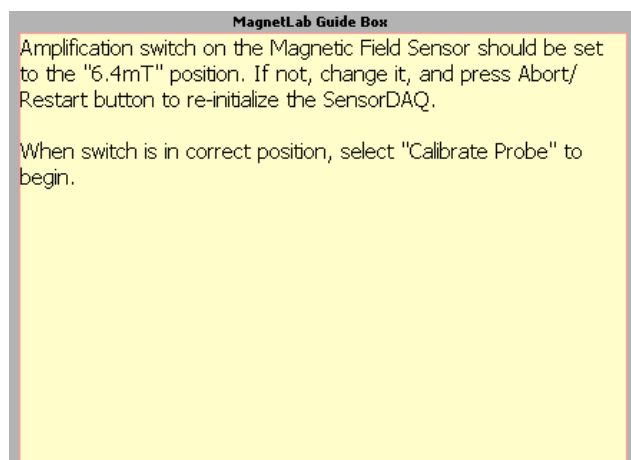 MagnetLab Guide Box
Amplification switch on the Magnetic Field Sensor should be set
to the "6.4mT" position. If not, change it, and press Abort/
Restart button to re-initialize the SensorDAQ.
When switch is in correct position, select "Calibrate Probe" to
begin.